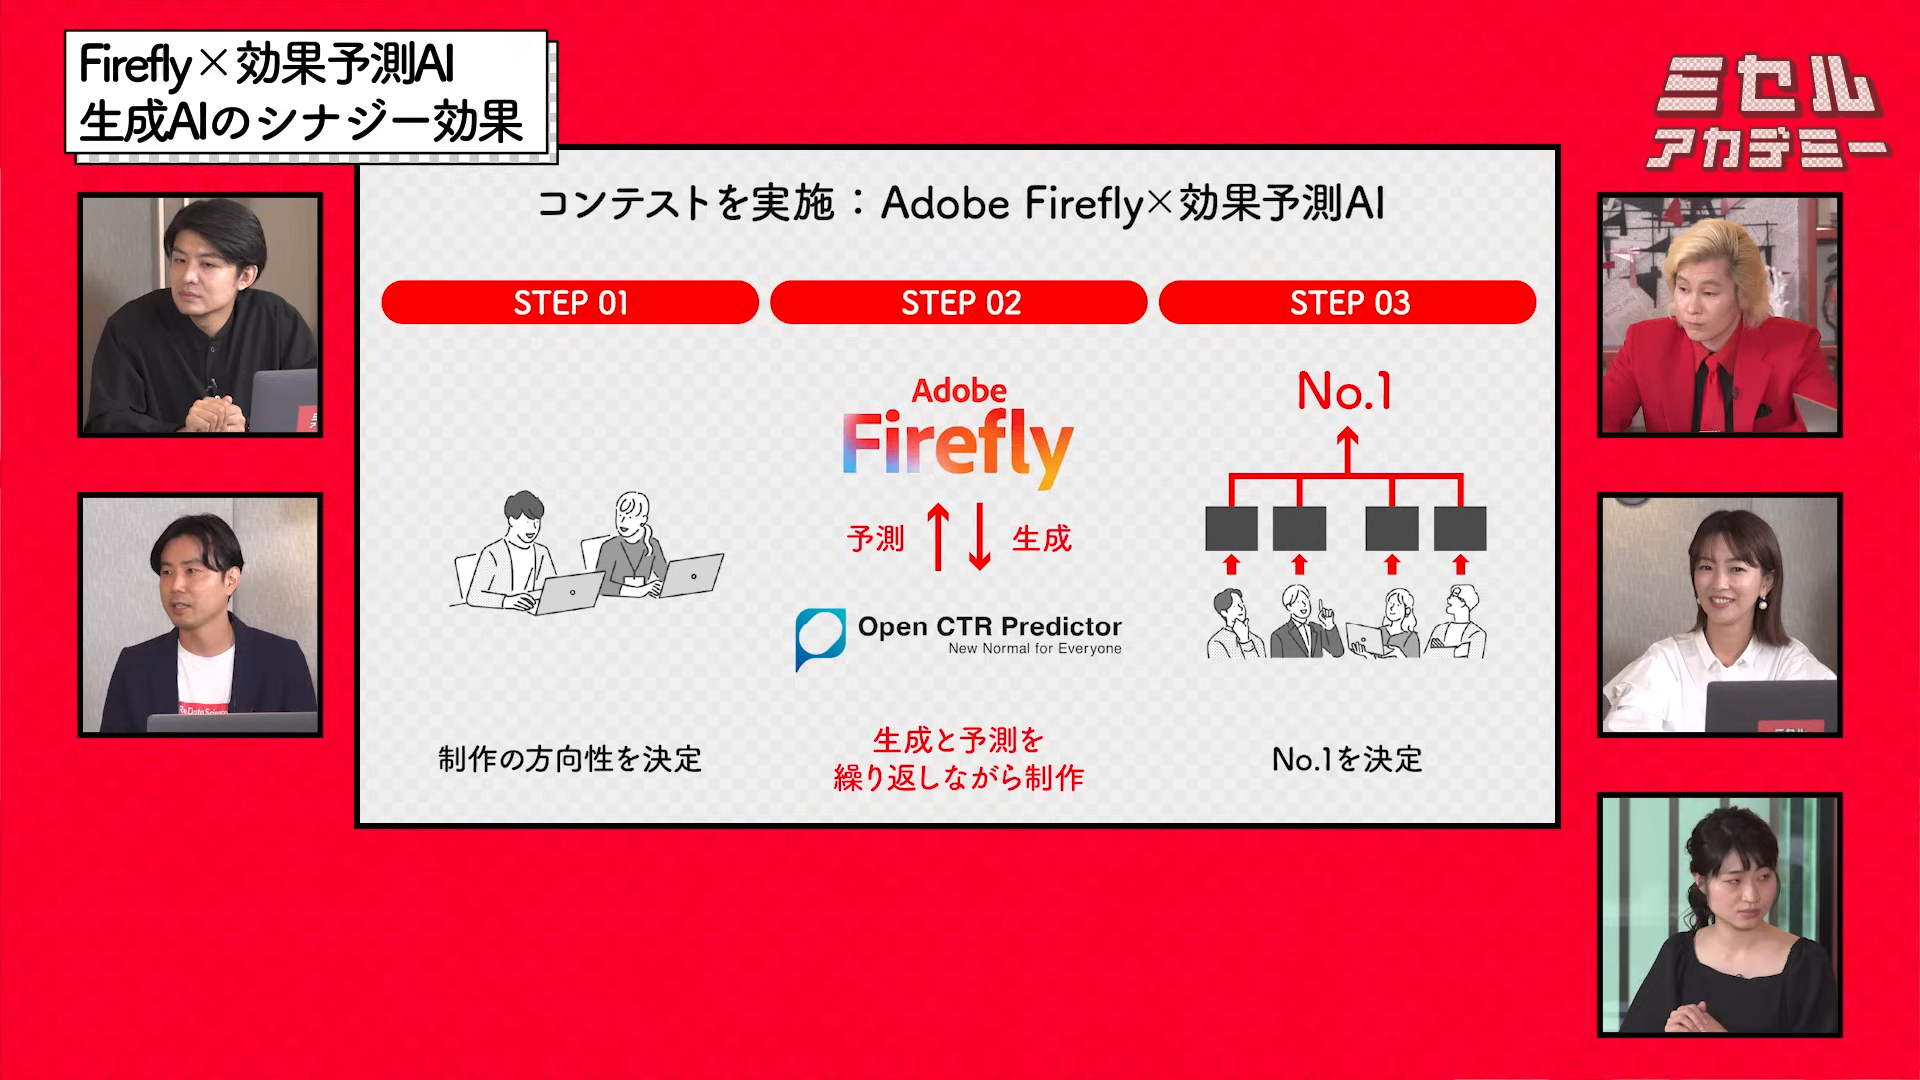 Firefly×効果予測AI
生成AIのシナジー効果
ミセル
アカデミー
コンテストを実施：Adobe Firefly×効果予測AI
STEP 01
STEP 02
STEP 03
Adobe
Firefly
予測
生成
Open CTR Predictor
New Normal for Everyone
No.1
制作の方向性を決定
生成と予測を
繰り返しながら制作
No.1を決定